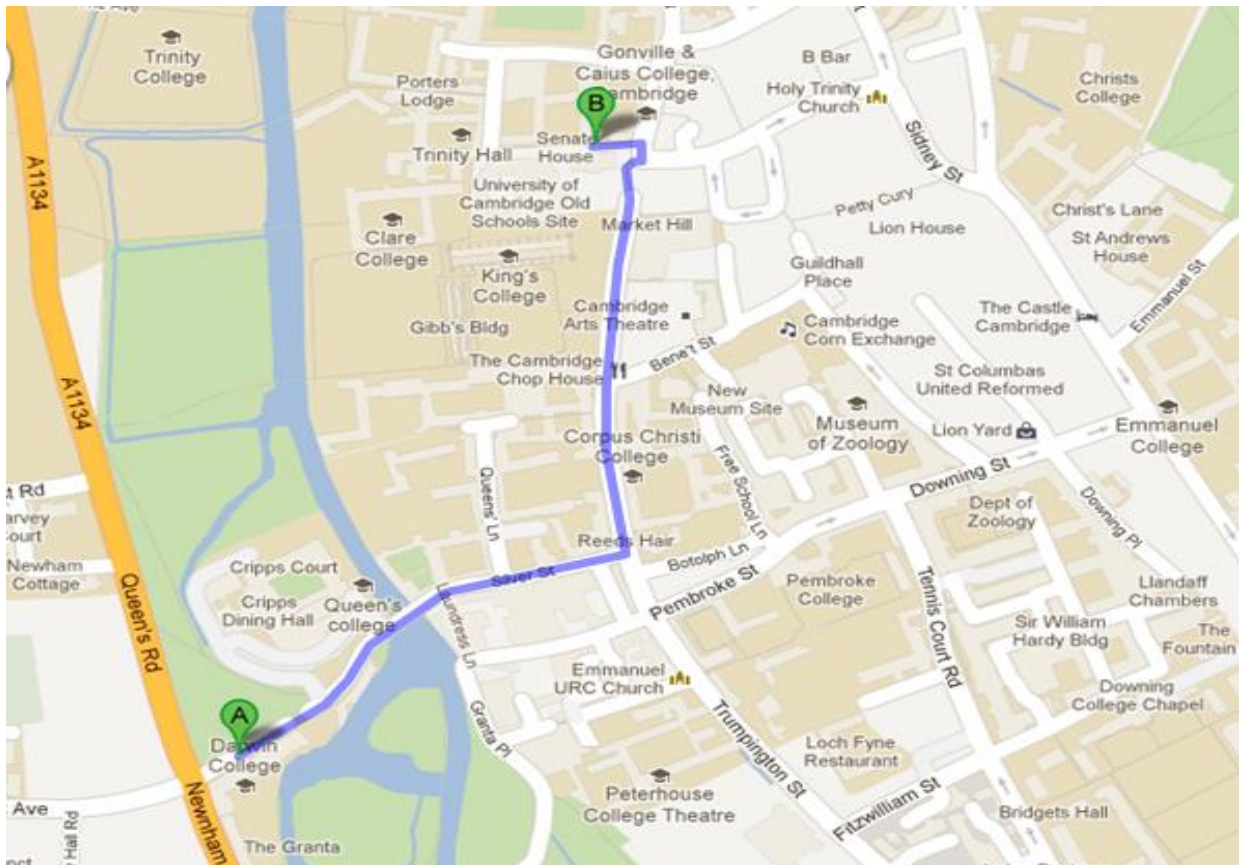 Ave
Trinity
College
Gonville &
Caius College,
ambridge
B Bar
Holy Trinity
Church
Christs
College
Porters
Lodge
B
Senate
House
Trinity Hall
University of
Cambridge Old
Schools Site
Sidney St
A1134
Clare
College
Market Hill
Petty Cury
Lion House
Christ's Lane
St Andrews
House
King's
College
Guildhall
Place
Emmanuel St
Gibb's Bldg
Cambridge
Arts Theatre
Cambridge
Corn Exchange
The Castle
Cambridge
The Cambridge
Chop House
Bene't St
St Columbas
United Reformed
A1134
New
Museum Site
Museum
of Zoology
Lion Yard
Emmanuel
College
Corpus Christi
College
Queens' Ln
Free School Ln
Downing St
t Rd
arvey
Court
Dept of
Zoology
Downing Pl
Reeds Hair
Botolph Ln
Newham
Cottage
Cripps Court
Silver St
Pembroke St
Pembroke
College
Llandaff
Chambers
Queen's Rd
Cripps
Dining Hall
Queen's
college
Laundress Ln
Tennis Court Rd
Sir William
Hardy Bldg
The
Fountain
Emmanuel
URC Church
Downing
College Chapel
A
Darwin
College
Granta Pl
Trumpington St
Loch Fyne
Restaurant
Ave
Newnham
Hall Rd
Peterhouse
College Theatre
Fitzwilliam St
Bridgets Hall
The Granta